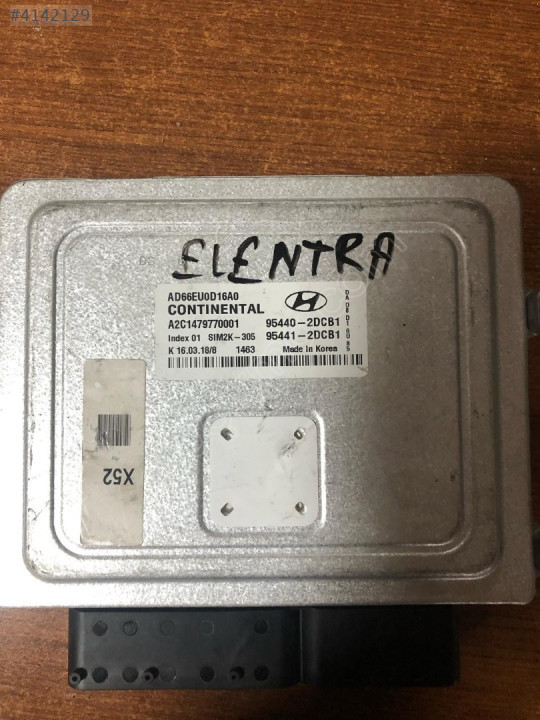 #4142129
ELENTRA
AD66EU0D16A0
CONTINENTAL
A2C1479770001 95440-2DCB1
Index 01 SIM2K-305 95441-2DCB1
K 16.03.18/8 1463 Made in Korea
X52